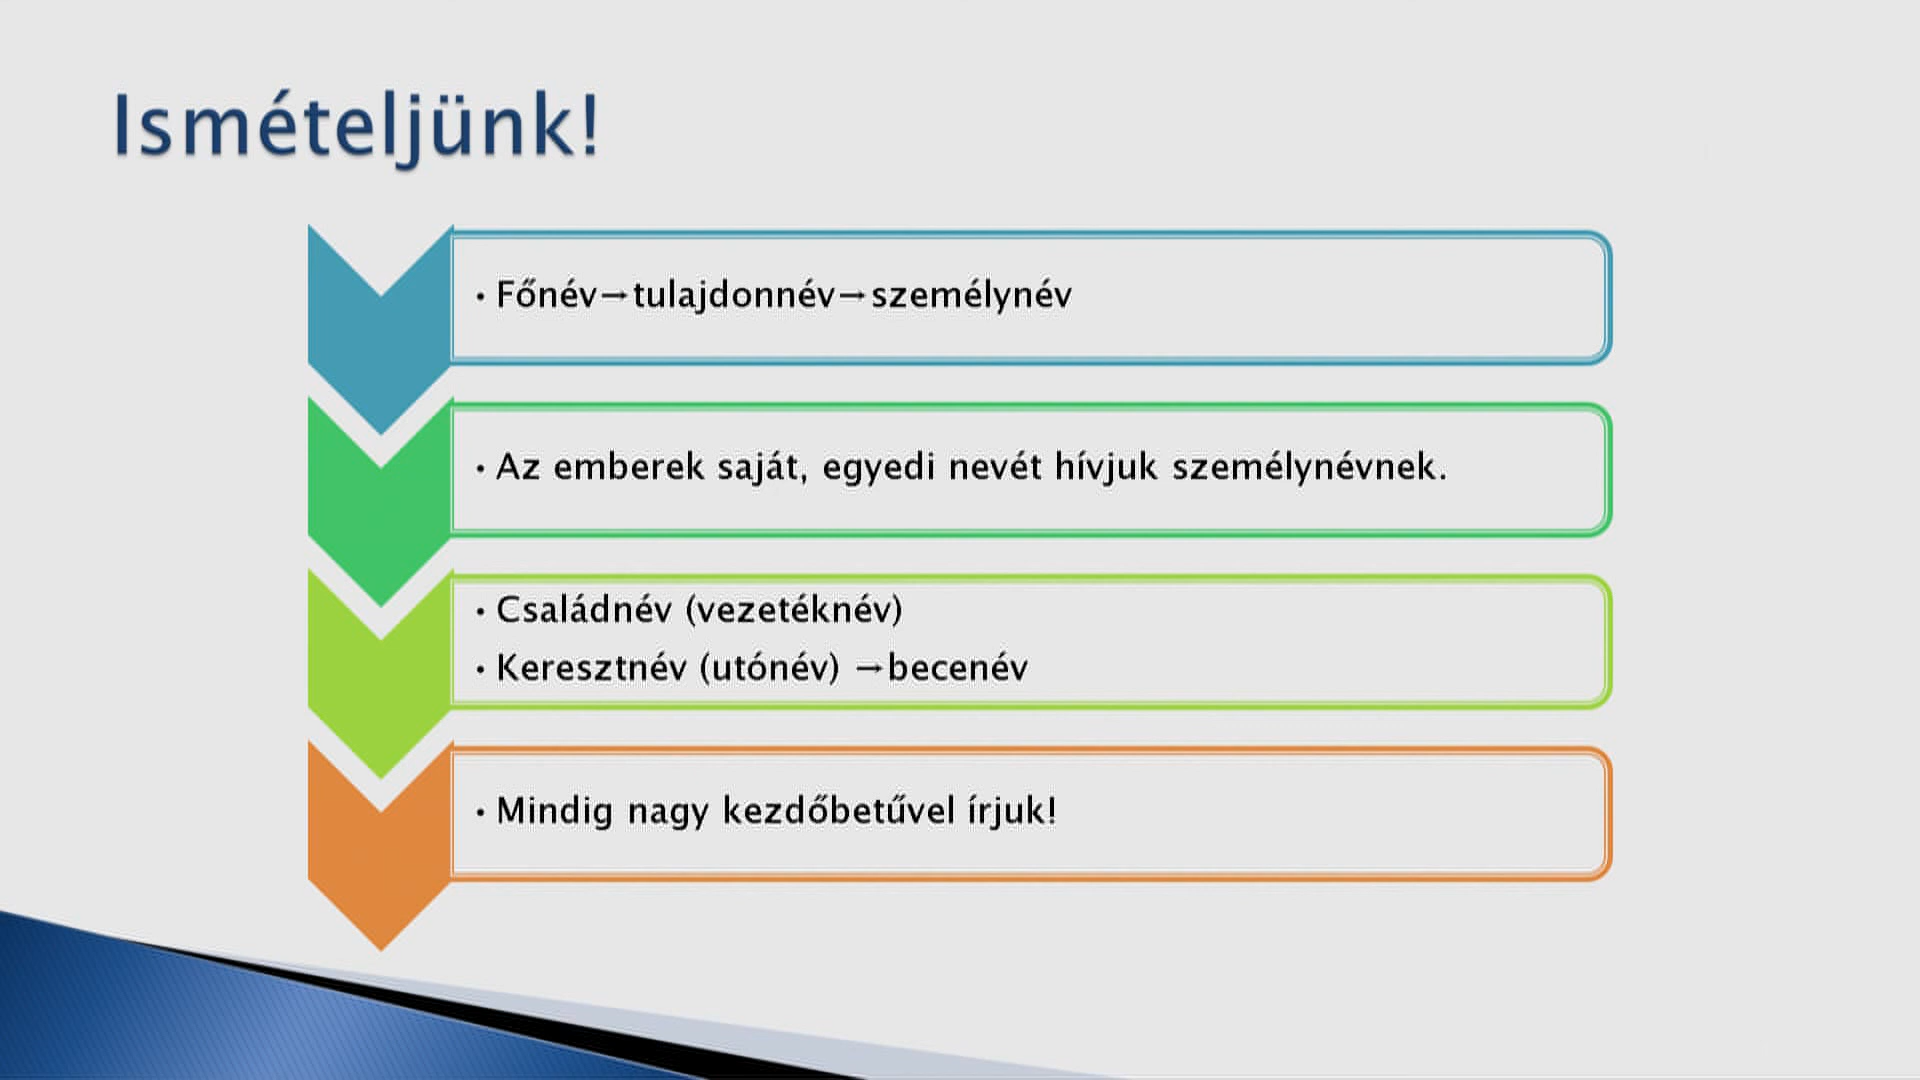 Ismételjünk!
• Főnév→tulajdonnév→személynév
• Az emberek saját, egyedi nevét hívjuk személynévnek.
• Családnév (vezetéknév)
• Keresztnév (utónév) →becenév
• Mindig nagy kezdőbetűvel írjuk!